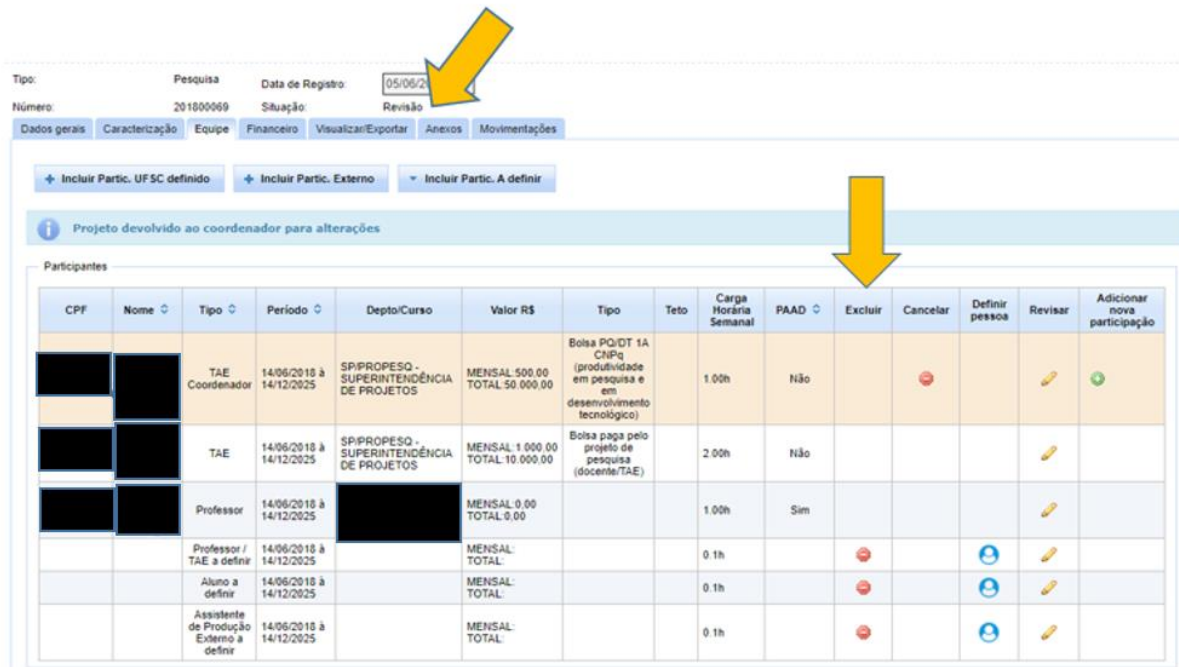 Tipo: Pesquisa Data de Registro: 05/06/2
Número: 201800069 Situação: Revisão
Dados gerais Caracterização Equipe Financeiro Visualizar/Exportar Anexos Movimentações
Incluir Partic. UFSC definido Incluir Partic. Externo Incluir Partic. A definir
Projeto devolvido ao coordenador para alterações
Participantes
CPF Nome Tipo Período Depto/Curso Valor R$ Tipo Teto Carga Horária Semanal PAAD Excluir Cancelar Definir pessoa Revisar Adicionar nova participação
TAE Coordenador 14/06/2018 à 14/12/2025 SP/PROPESQ - SUPERINTENDÊNCIA DE PROJETOS MENSAL:500,00 TOTAL:50.000,00 Bolsa PQ/DT 1A CNPq (produtividade em pesquisa e em desenvolvimento tecnológico) 1.00h Não
TAE 14/06/2018 à 14/12/2025 SP/PROPESQ - SUPERINTENDÊNCIA DE PROJETOS MENSAL:1.000,00 TOTAL:10.000,00 Bolsa paga pelo projeto de pesquisa (docente/TAE) 2.00h Não
Professor 14/06/2018 à 14/12/2025 MENSAL:0,00 TOTAL:0,00 1.00h Sim
Professor / TAE a definir 14/06/2018 à 14/12/2025 MENSAL: TOTAL: 0.1h
Aluno a definir 14/06/2018 à 14/12/2025 MENSAL: TOTAL: 0.1h
Assistente de Produção Externo a definir 14/06/2018 à 14/12/2025 MENSAL: TOTAL: 0.1h